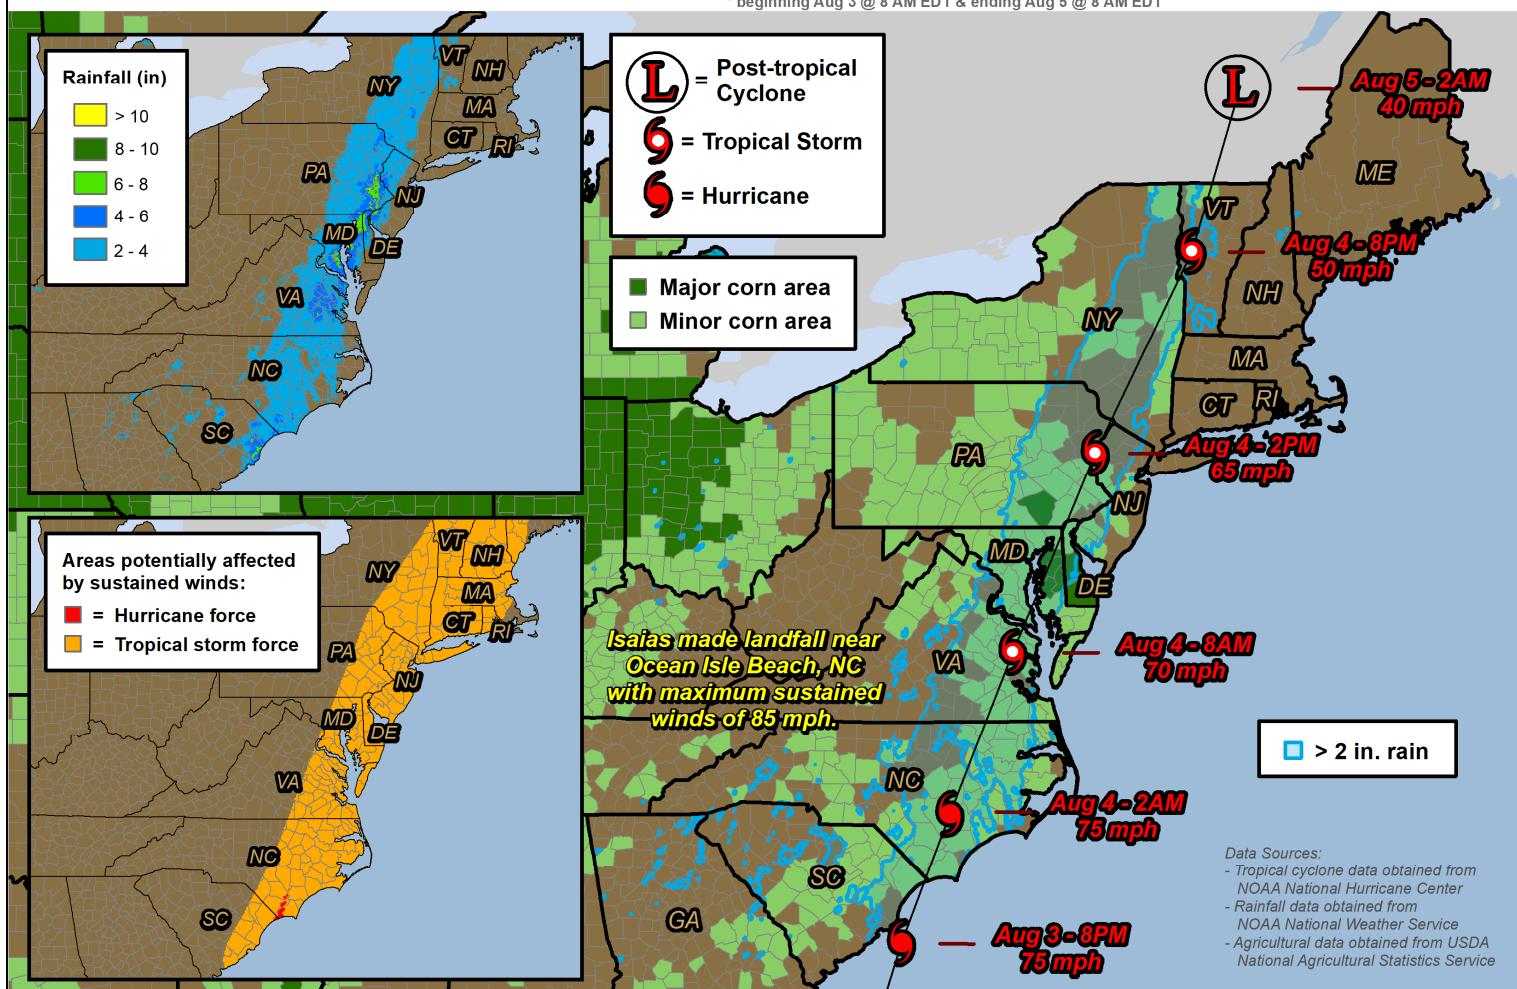 * beginning Aug 3 @ 8 AM EDT & ending Aug 5 @ 8 AM EDT
Rainfall (in)
> 10
8 - 10
6 - 8
4 - 6
2 - 4
VT
NH
NY
MA
CT
RI
PA
NJ
MD
DE
VA
NC
SC
L = Post-tropical
Cyclone
= Tropical Storm
= Hurricane
Major corn area
Minor corn area
L
Aug 5 - 2AM
40 mph
ME
VT
Aug 4 - 8PM
50 mph
NH
NY
MA
CT
RI
Aug 4 - 2PM
65 mph
PA
NJ
MD
DE
Areas potentially affected
by sustained winds:
= Hurricane force
= Tropical storm force
VT
NH
NY
MA
CT
RI
PA
NJ
MD
DE
VA
NC
SC
Isaias made landfall near
Ocean Isle Beach, NC
with maximum sustained
winds of 85 mph.
VA
Aug 4 - 8AM
70 mph
> 2 in. rain
NC
Aug 4 - 2AM
75 mph
SC
GA
Aug 3 - 8PM
75 mph
Data Sources:
- Tropical cyclone data obtained from
NOAA National Hurricane Center
- Rainfall data obtained from
NOAA National Weather Service
- Agricultural data obtained from USDA
National Agricultural Statistics Service